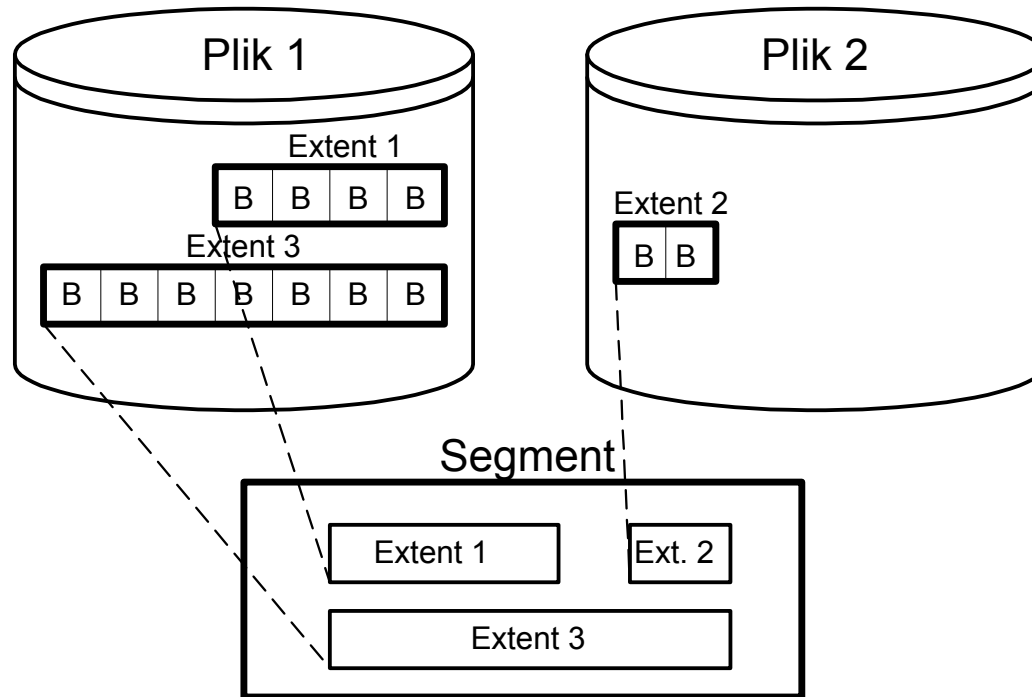 Plik 1
Plik 2
Extent 1
B B B B
Extent 2
B B
Extent 3
B B B B B B B
Segment
Extent 1
Ext. 2
Extent 3